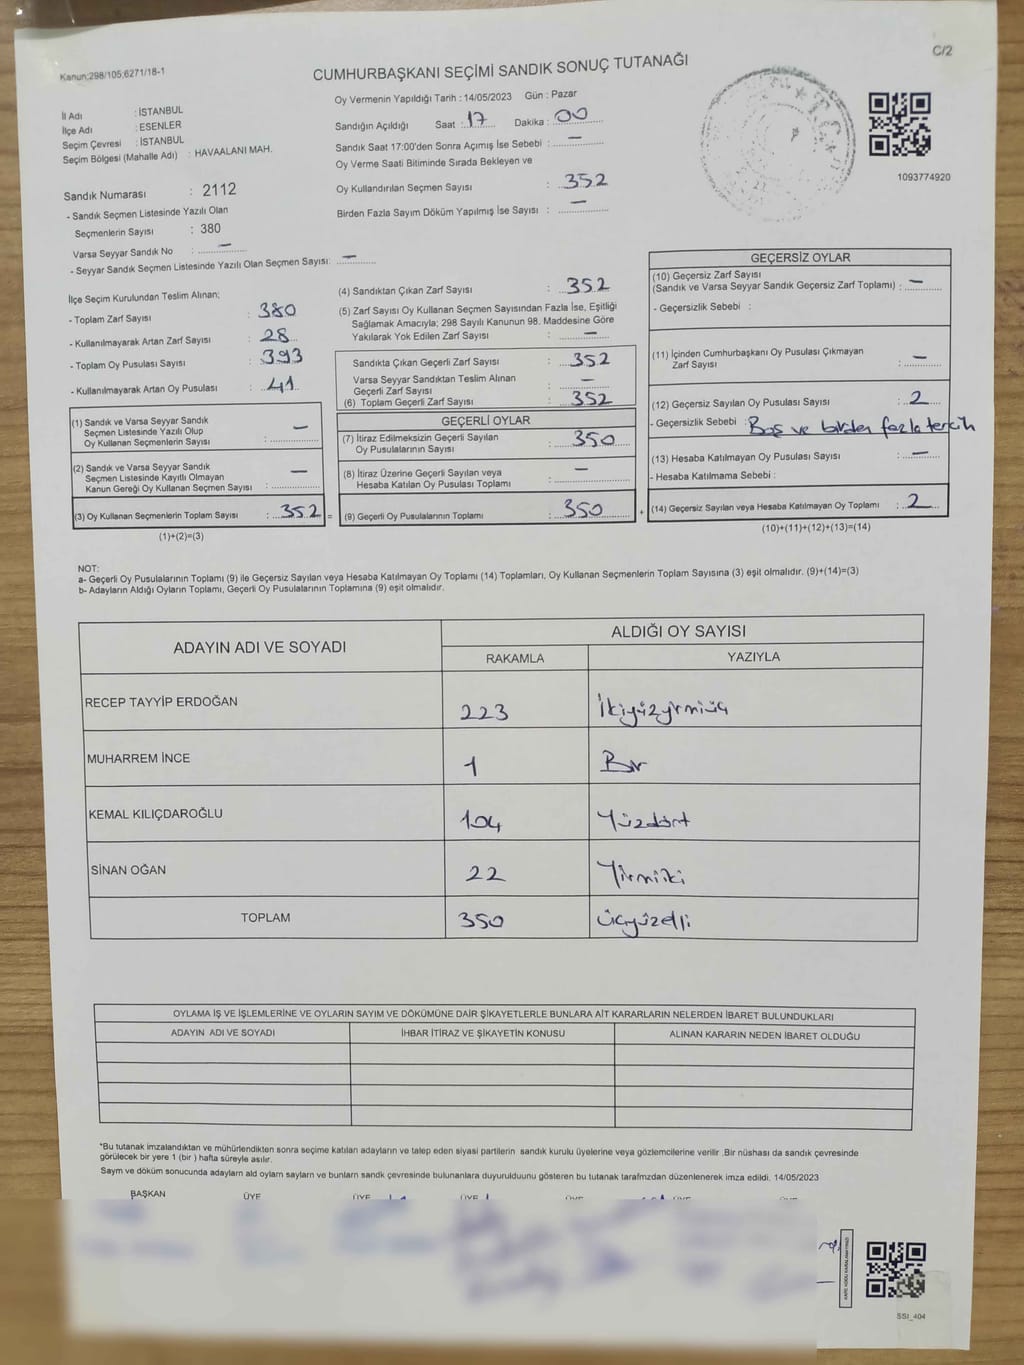 Kanun:298/105;6271/18-1
C/2
CUMHURBAŞKANI SEÇİMİ SANDIK SONUÇ TUTANAĞI
İl Adı : İSTANBUL
İlçe Adı : ESENLER
Seçim Çevresi : İSTANBUL
Seçim Bölgesi (Mahalle Adı) : HAVAALANI MAH.
Oy Vermenin Yapıldığı Tarih : 14/05/2023 Gün : Pazar
Sandığın Açıldığı Saat : 17 Dakika : 00
Sandık Saat 17:00'den Sonra Açımış İse Sebebi : —
Oy Verme Saati Bitiminde Sırada Bekleyen ve
Oy Kullandırılan Seçmen Sayısı : 352
Birden Fazla Sayım Döküm Yapılmış İse Sayısı : —
1093774920
Sandık Numarası : 2112
- Sandık Seçmen Listesinde Yazılı Olan
Seçmenlerin Sayısı : 380
Varsa Seyyar Sandık No : —
- Seyyar Sandık Seçmen Listesinde Yazılı Olan Seçmen Sayısı: —
İlçe Seçim Kurulundan Teslim Alınan;
- Toplam Zarf Sayısı : 380
- Kullanılmayarak Artan Zarf Sayısı : 28
- Toplam Oy Pusulası Sayısı : 393
- Kullanılmayarak Artan Oy Pusulası : 41
(1) Sandık ve Varsa Seyyar Sandık
Seçmen Listesinde Yazılı Olup
Oy Kullanan Seçmenlerin Sayısı : —
(2) Sandık ve Varsa Seyyar Sandık
Seçmen Listesinde Kayıtlı Olmayan
Kanun Gereği Oy Kullanan Seçmen Sayısı : —
(3) Oy Kullanan Seçmenlerin Toplam Sayısı : 352 =
(1)+(2)=(3)
(4) Sandıktan Çıkan Zarf Sayısı : 352
(5) Zarf Sayısı Oy Kullanan Seçmen Sayısından Fazla İse, Eşitliği
Sağlamak Amacıyla; 298 Sayılı Kanunun 98. Maddesine Göre
Yakılarak Yok Edilen Zarf Sayısı : —
Sandıkta Çıkan Geçerli Zarf Sayısı : 352
Varsa Seyyar Sandıktan Teslim Alınan
Geçerli Zarf Sayısı : —
(6) Toplam Geçerli Zarf Sayısı : 352
GEÇERLİ OYLAR
(7) İtiraz Edilmeksizin Geçerli Sayılan
Oy Pusulalarının Sayısı : 350
(8) İtiraz Üzerine Geçerli Sayılan veya
Hesaba Katılan Oy Pusulası Toplamı : —
(9) Geçerli Oy Pusulalarının Toplamı : 350 +
GEÇERSİZ OYLAR
(10) Geçersiz Zarf Sayısı
(Sandık ve Varsa Seyyar Sandık Geçersiz Zarf Toplamı) : —
- Geçersizlik Sebebi :
(11) İçinden Cumhurbaşkanı Oy Pusulası Çıkmayan
Zarf Sayısı : —
(12) Geçersiz Sayılan Oy Pusulası Sayısı : 2
- Geçersizlik Sebebi : Boş ve birden fazla tercih
(13) Hesaba Katılmayan Oy Pusulası Sayısı : —
- Hesaba Katılmama Sebebi :
(14) Geçersiz Sayılan veya Hesaba Katılmayan Oy Toplamı : 2
(10)+(11)+(12)+(13)=(14)
NOT:
a- Geçerli Oy Pusulalarının Toplamı (9) ile Geçersiz Sayılan veya Hesaba Katılmayan Oy Toplamı (14) Toplamları, Oy Kullanan Seçmenlerin Toplam Sayısına (3) eşit olmalıdır. (9)+(14)=(3)
b- Adayların Aldığı Oyların Toplamı, Geçerli Oy Pusulalarının Toplamına (9) eşit olmalıdır.
ADAYIN ADI VE SOYADI ALDIĞI OY SAYISI
RAKAMLA YAZIYLA
RECEP TAYYİP ERDOĞAN 223 İkiyüzyirmiüç
MUHARREM İNCE 1 Bir
KEMAL KILIÇDAROĞLU 104 Yüzdört
SİNAN OĞAN 22 Yirmiiki
TOPLAM 350 Üçyüzelli
OYLAMA İŞ VE İŞLEMLERİNE VE OYLARIN SAYIM VE DÖKÜMÜNE DAİR ŞİKAYETLERLE BUNLARA AİT KARARLARIN NELERDEN İBARET BULUNDUKLARI
ADAYIN ADI VE SOYADI İHBAR İTİRAZ VE ŞİKAYETİN KONUSU ALINAN KARARIN NEDEN İBARET OLDUĞU
*Bu tutanak imzalandıktan ve mühürlendikten sonra seçime katılan adayların ve talep eden siyasi partilerin sandık kurulu üyelerine veya gözlemcilerine verilir .Bir nüshası da sandık çevresinde
görülecek bir yere 1 (bir ) hafta süreyle asılır.
Sayım ve döküm sonucunda adayların ald oyların sayları ve bunların sandk çevresinde bulunanlara duyurulduunu gösteren bu tutanak tarafmzdan düzenlenerek imza edildi. 14/05/2023
BAŞKAN ÜYE ÜYE ÜYE ÜYE ÜYE
SSI_404